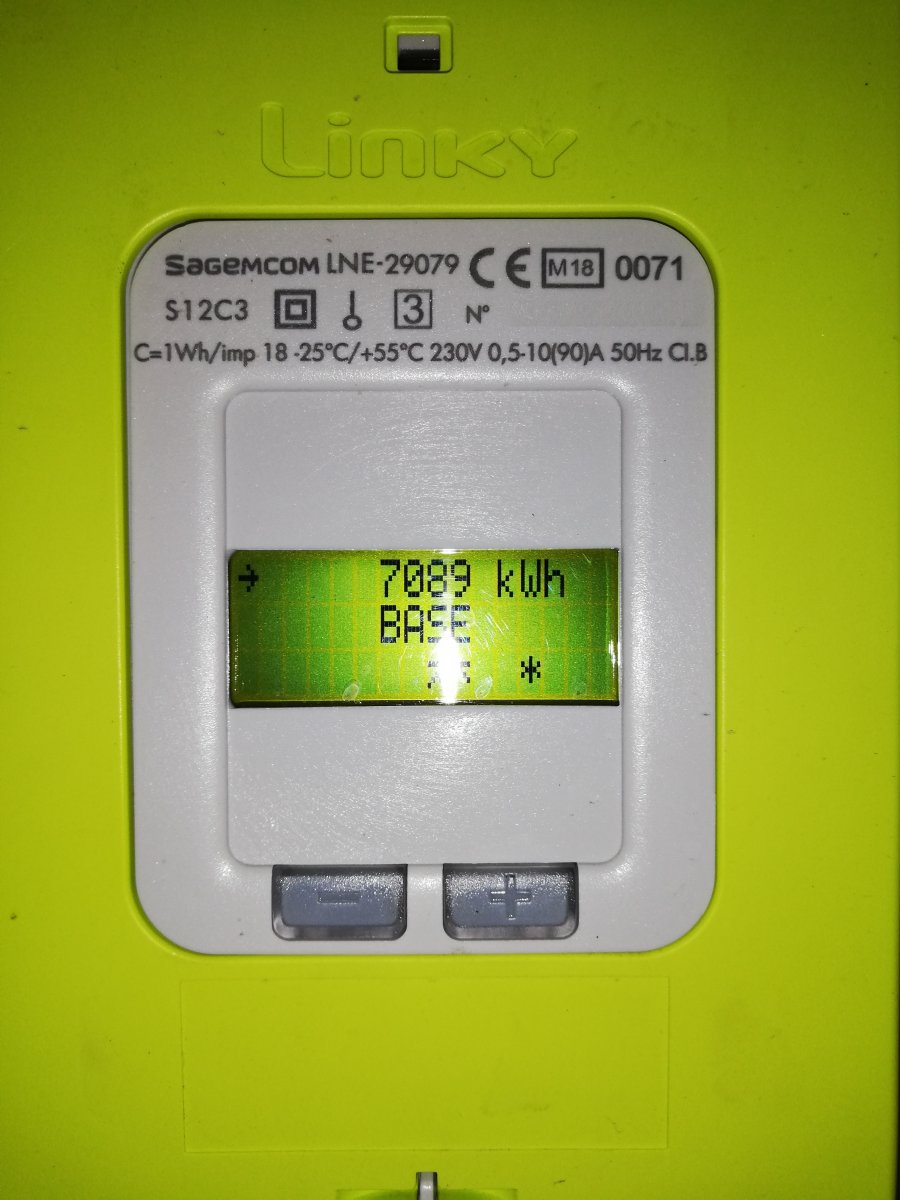 Linky
SAGEMCOM LNE-29079 CE M18 0071
S12C3 3 N°
C=1Wh/imp 18 -25°C/+55°C 230V 0,5-10(90)A 50Hz Cl.B
→ 7089 kWh
BASE
*
- +